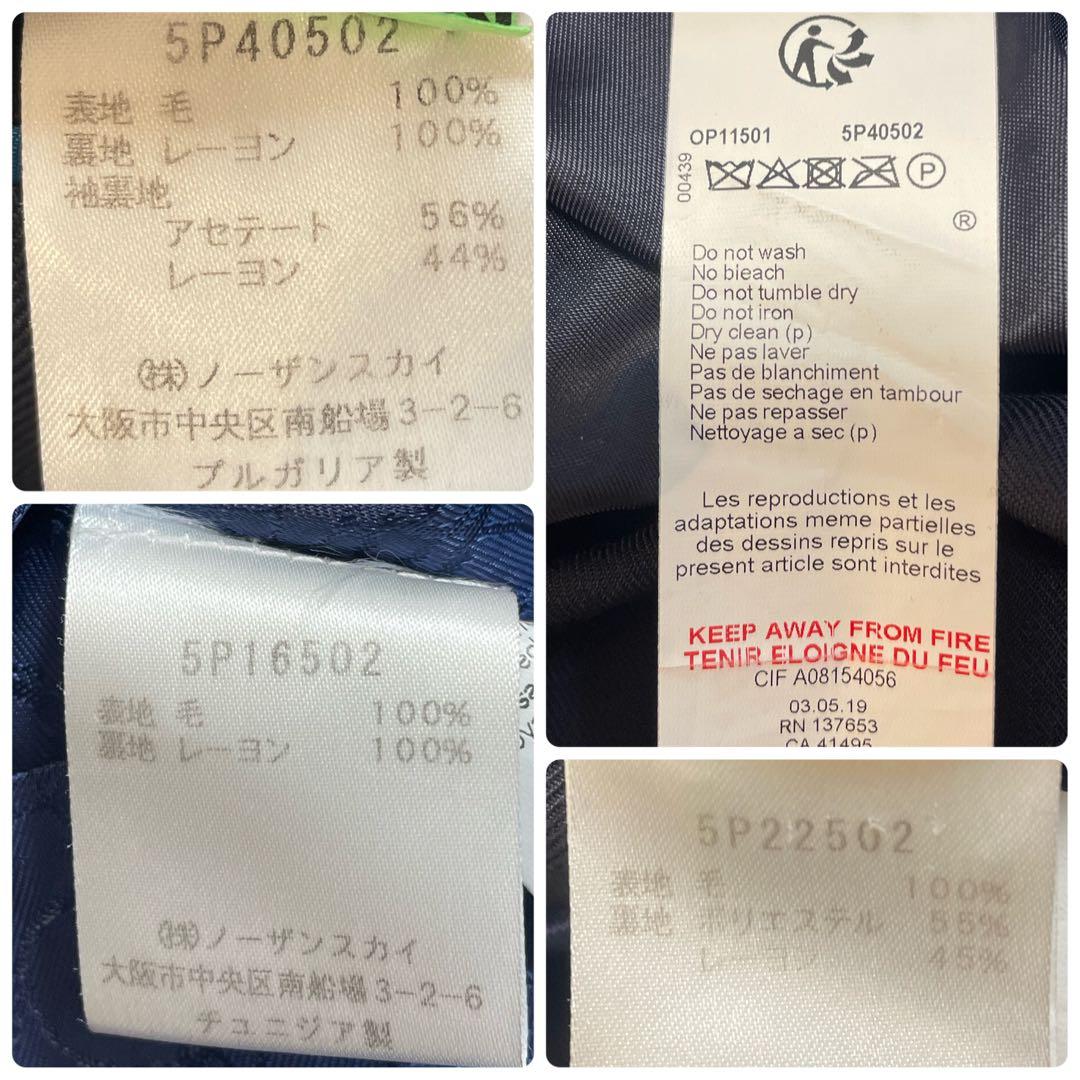 5P40502
表地 毛 100%
裏地 レーヨン 100%
袖裏地
アセテート 56%
レーヨン 44%
㈱ノーザンスカイ
大阪市中央区南船場3-2-6
ブルガリア製
OP11501 5P40502
00439
P
®
Do not wash
No bleach
Do not tumble dry
Do not iron
Dry clean (p)
Ne pas laver
Pas de blanchiment
Pas de sechage en tambour
Ne pas repasser
Nettoyage a sec (p)
Les reproductions et les
adaptations meme partielles
des dessins repris sur le
present article sont interdites
KEEP AWAY FROM FIRE
TENIR ELOIGNE DU FEU
CIF A08154056
03.05.19
RN 137653
CA 41495
5P16502
表地 毛 100%
裏地 レーヨン 100%
㈱ノーザンスカイ
大阪市中央区南船場3-2-6
チュニジア製
5P22502
表地 毛 100%
裏地 ポリエステル 55%
レーヨン 45%